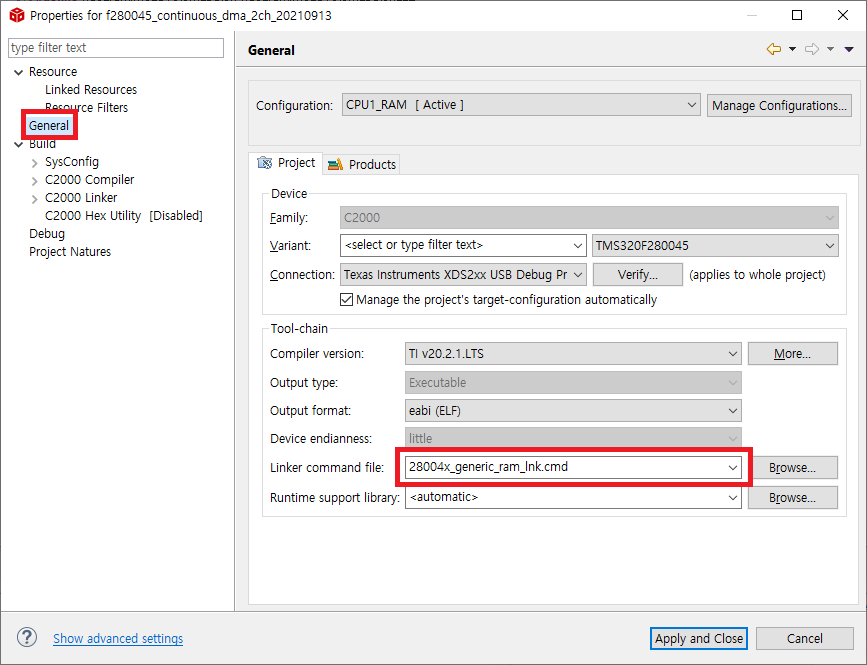 Properties for f280045_continuous_dma_2ch_20210913
type filter text
Resource
Linked Resources
Resource Filters
General
Build
SysConfig
C2000 Compiler
C2000 Linker
C2000 Hex Utility [Disabled]
Debug
Project Natures
General
Configuration: CPU1_RAM [ Active ] Manage Configurations...
Project Products
Device
Family: C2000
Variant: <select or type filter text> TMS320F280045
Connection: Texas Instruments XDS2xx USB Debug Pr Verify... (applies to whole project)
Manage the project's target-configuration automatically
Tool-chain
Compiler version: TI v20.2.1.LTS More...
Output type: Executable
Output format: eabi (ELF)
Device endianness: little
Linker command file: 28004x_generic_ram_lnk.cmd Browse...
Runtime support library: <automatic> Browse...
? Show advanced settings Apply and Close Cancel